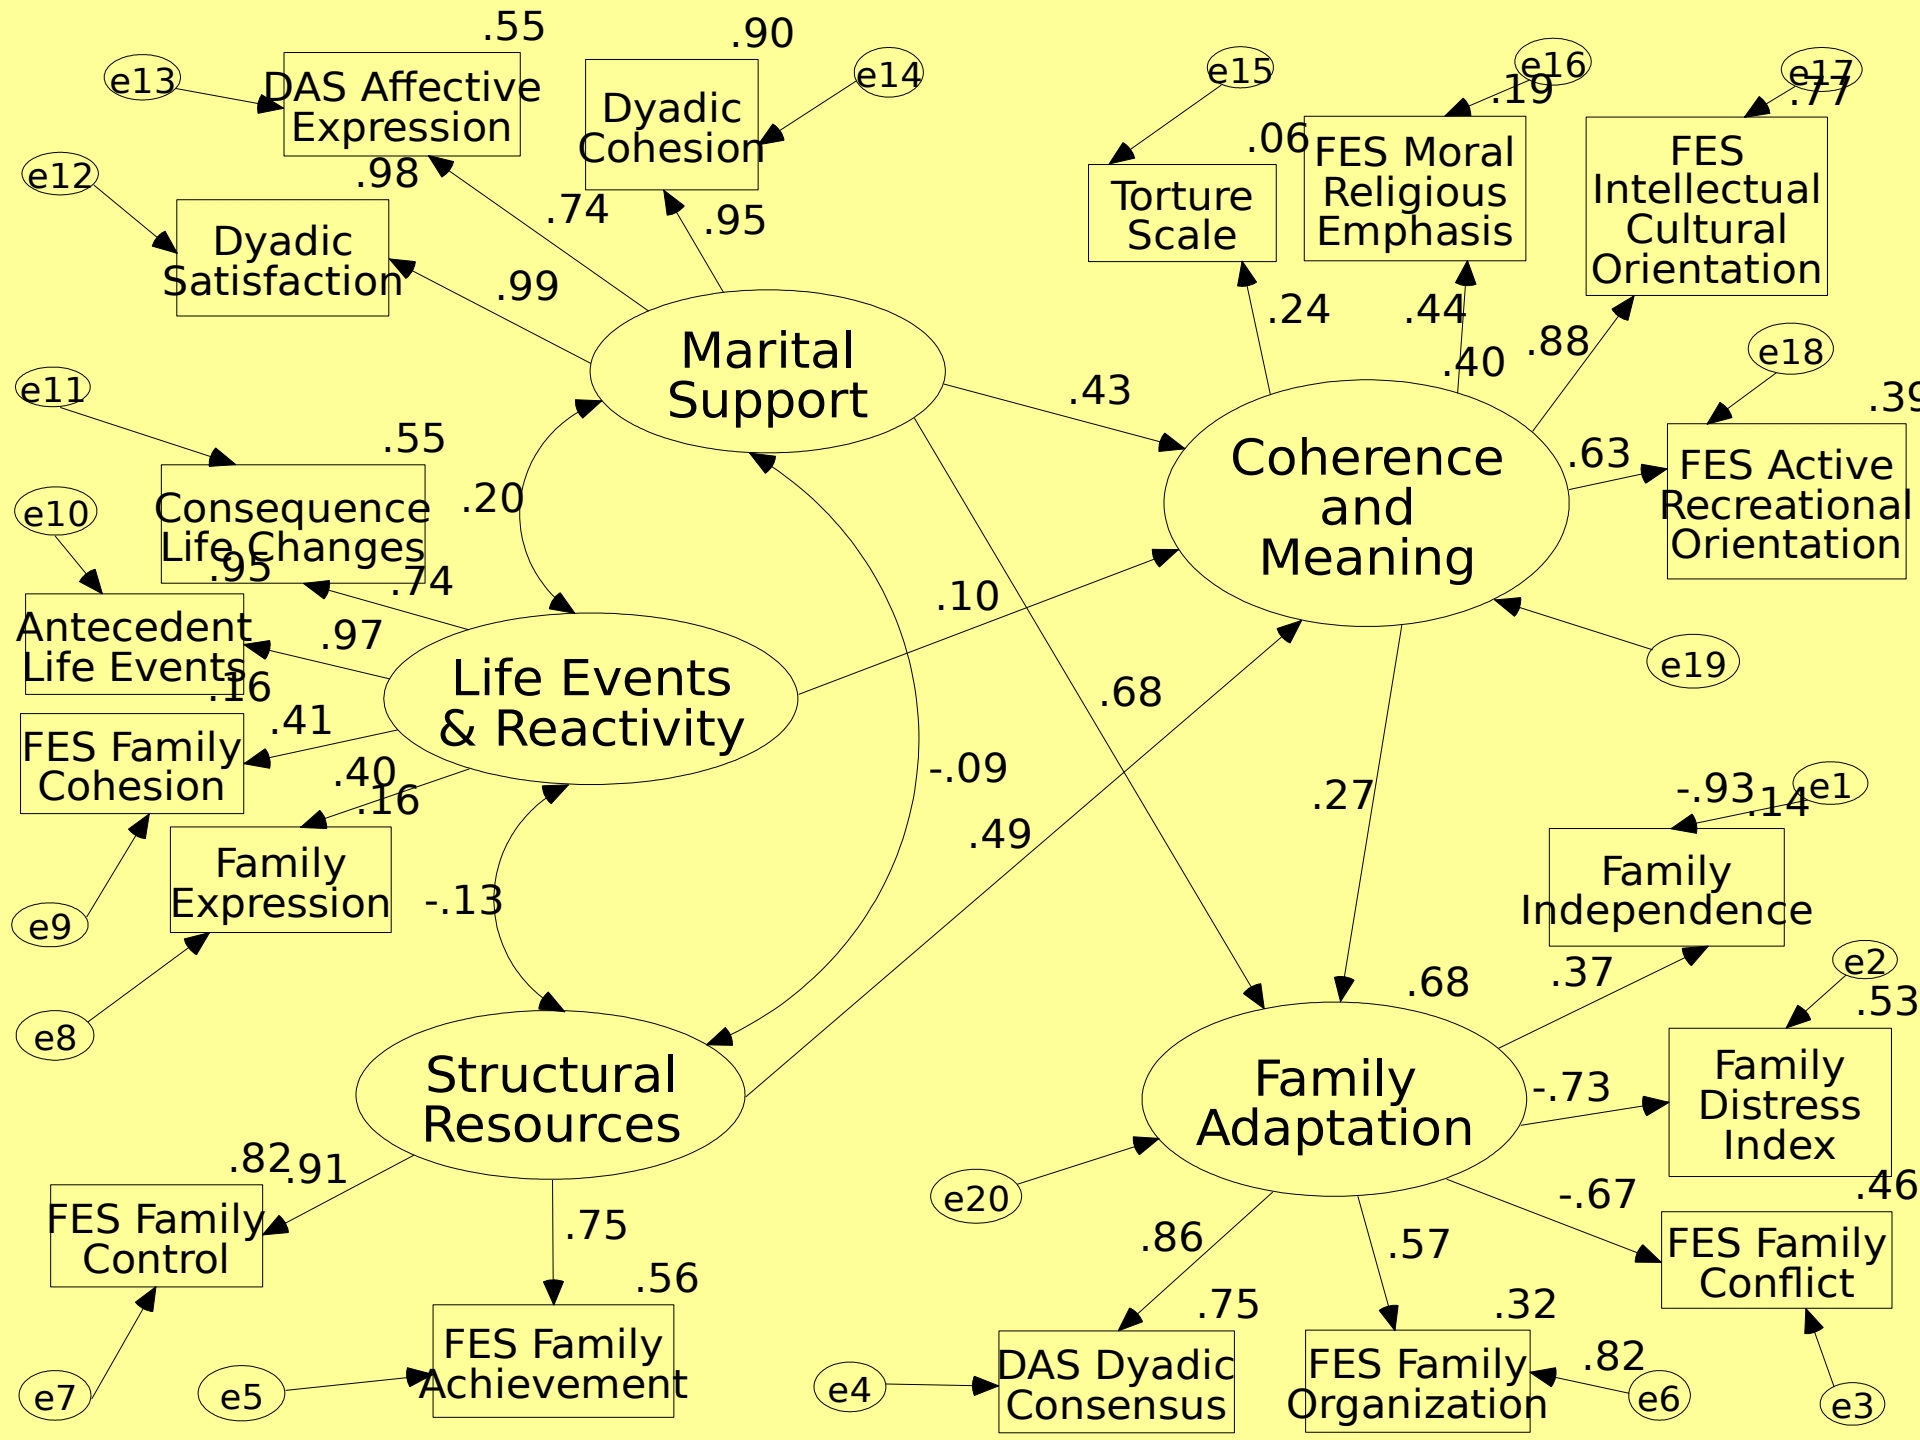 .55
.90
e13
DAS Affective
Expression
Dyadic
Cohesion
e14
e15
e16
.19
e17
.77
.06
e12
.98
.74
.95
Dyadic
Satisfaction
.99
Torture
Scale
FES Moral
Religious
Emphasis
FES
Intellectual
Cultural
Orientation
.24
.44
.40
.88
e18
Marital
Support
.43
.39
e11
.55
Coherence
and
Meaning
.63
FES Active
Recreational
Orientation
e10
Consequence
Life Changes
.95
.74
.20
.10
Antecedent
Life Events
.97
.16
Life Events
& Reactivity
.68
e19
FES Family
Cohesion
.41
.40
.16
-.09
.49
.27
-.93
.14
e1
Family
Expression
-.13
Family
Independence
e9
e8
.68
.37
e2
.53
Structural
Resources
Family
Adaptation
-.73
Family
Distress
Index
.82
.91
e20
-.67
.46
FES Family
Control
.75
.86
.57
FES Family
Conflict
.56
.75
.32
FES Family
Achievement
DAS Dyadic
Consensus
FES Family
Organization
.82
e7
e5
e4
e6
e3